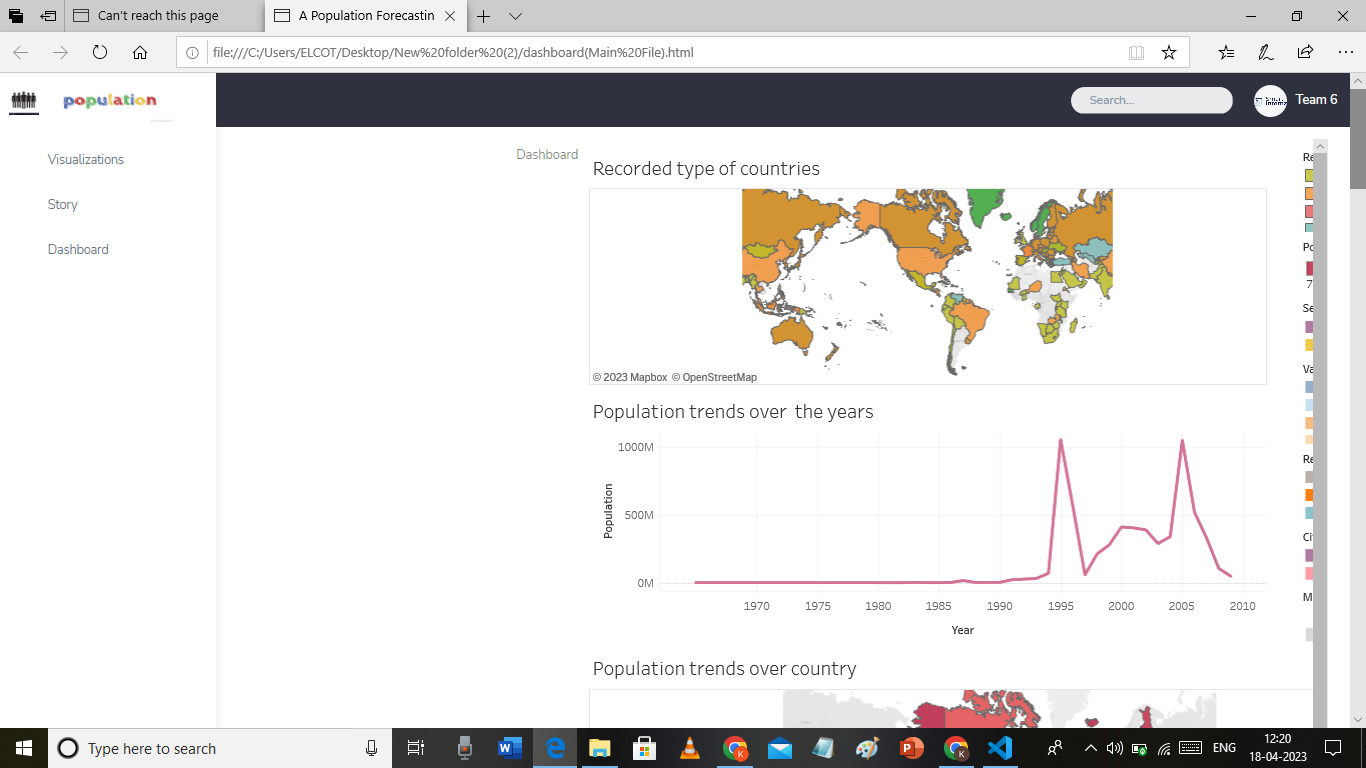 Can't reach this page
A Population Forecastin
file:///C:/Users/ELCOT/Desktop/New%20folder%20(2)/dashboard(Main%20File).html
population
Search...
Team 6
Visualizations
Story
Dashboard
Dashboard
Recorded type of countries
© 2023 Mapbox © OpenStreetMap
Population trends over the years
1000M
500M
0M
Population
1970
1975
1980
1985
1990
1995
2000
2005
2010
Year
Population trends over country
Re
Po
7
Se
Va
Re
Ci
M
Type here to search
ENG
12:20
18-04-2023